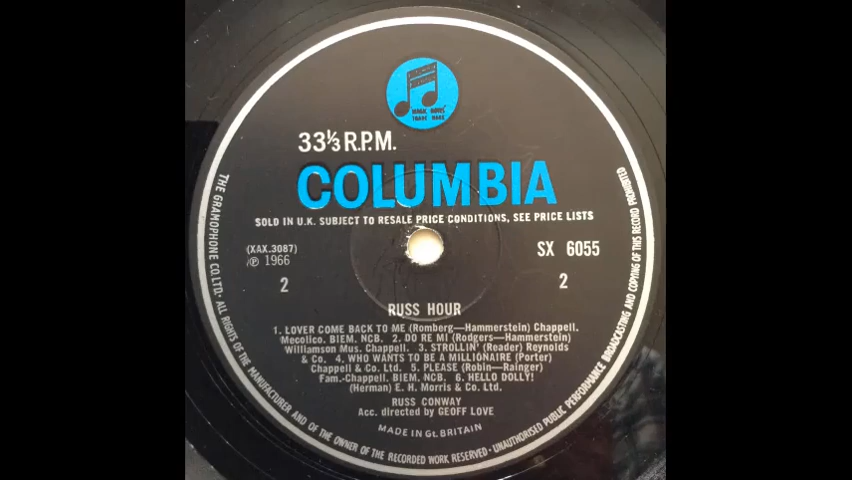 MAGIC NOTES
TRADE MARK
33⅓ R.P.M.
COLUMBIA
SOLD IN U.K. SUBJECT TO RESALE PRICE CONDITIONS, SEE PRICE LISTS
(XAX.3087)
℗ 1966
SX 6055
2
2
RUSS HOUR
1. LOVER COME BACK TO ME (Romberg—Hammerstein) Chappell,
Mecolico, BIEM, NCB. 2. DO RE MI (Rodgers—Hammerstein)
Williamson Mus. Chappell. 3. STROLLIN' (Reader) Reynolds
& Co. 4. WHO WANTS TO BE A MILLIONAIRE (Porter)
Chappell & Co. Ltd. 5. PLEASE (Robin—Rainger)
Fam.-Chappell, BIEM, NCB. 6. HELLO DOLLY!
(Herman) E. H. Morris & Co. Ltd.
RUSS CONWAY
Acc. directed by GEOFF LOVE
MADE IN Gt. BRITAIN
THE GRAMOPHONE CO. LTD. · ALL RIGHTS OF THE MANUFACTURER AND OF THE OWNER OF THE RECORDED WORK RESERVED · UNAUTHORISED PUBLIC PERFORMANCE BROADCASTING AND COPYING OF THIS RECORD PROHIBITED